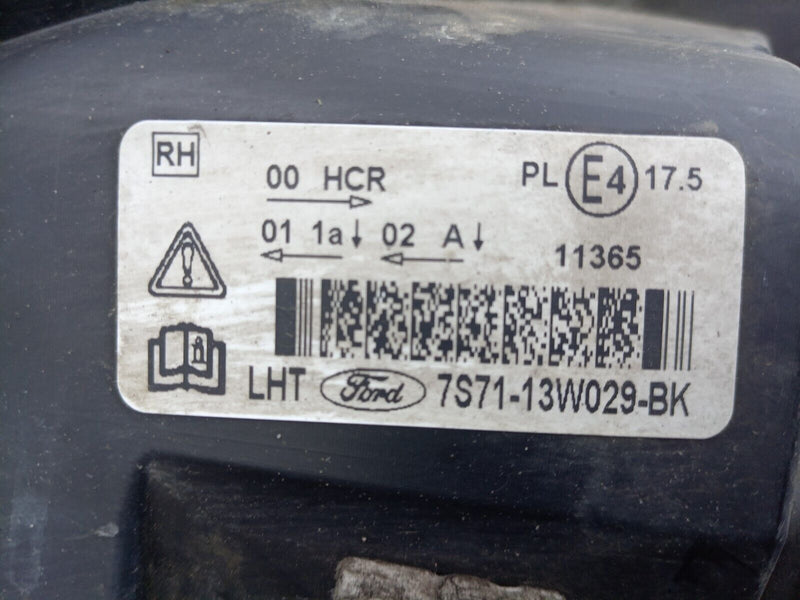 RH
00 HCR PL E4 17.5
01 1a 02 A 11365
LHT Ford 7S71-13W029-BK